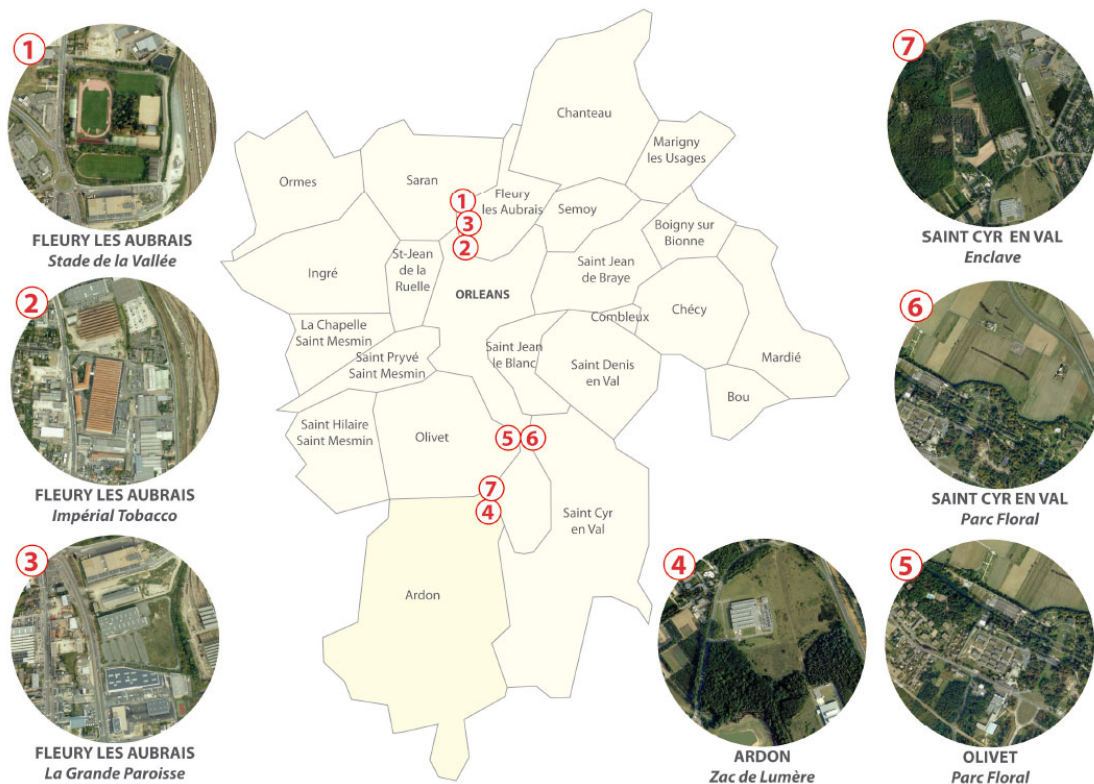 1
FLEURY LES AUBRAIS
Stade de la Vallée
2
FLEURY LES AUBRAIS
Impérial Tobacco
3
FLEURY LES AUBRAIS
La Grande Paroisse
Chanteau
Marigny
les Usages
Ormes
Saran
Fleury
les Aubrais
Semoy
1
3
2
Boigny sur
Bionne
Ingré
St-Jean
de la
Ruelle
Saint Jean
de Braye
ORLEANS
Combleux
Chécy
La Chapelle
Saint Mesmin
Saint Pryvé
Saint Mesmin
Saint Jean
le Blanc
Saint Denis
en Val
Mardié
Bou
Saint Hilaire
Saint Mesmin
Olivet
5
6
7
4
Saint Cyr
en Val
Ardon
7
SAINT CYR EN VAL
Enclave
6
SAINT CYR EN VAL
Parc Floral
4
ARDON
Zac de Lumère
5
OLIVET
Parc Floral